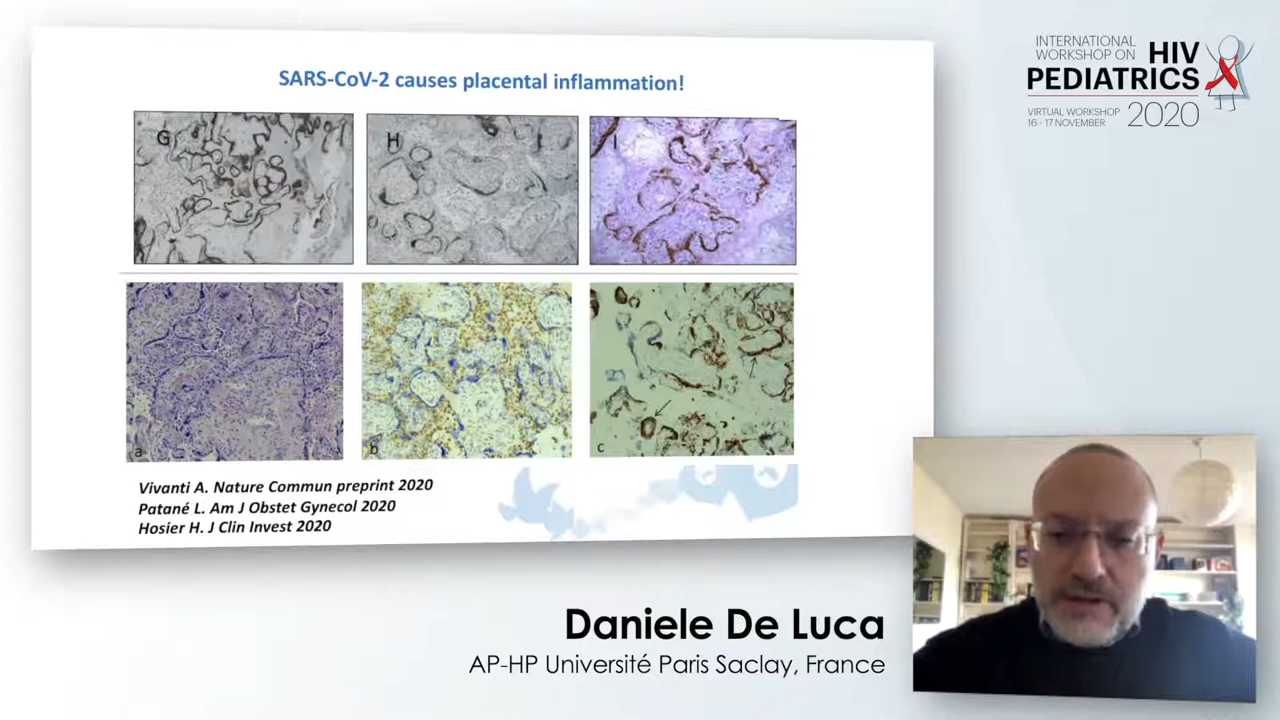 SARS-CoV-2 causes placental inflammation!
G
H
I
a
b
c
Vivanti A. Nature Commun preprint 2020
Patané L. Am J Obstet Gynecol 2020
Hosier H. J Clin Invest 2020
INTERNATIONAL
WORKSHOP ON HIV
PEDIATRICS
VIRTUAL WORKSHOP
16 - 17 NOVEMBER 2020
Daniele De Luca
AP-HP Université Paris Saclay, France